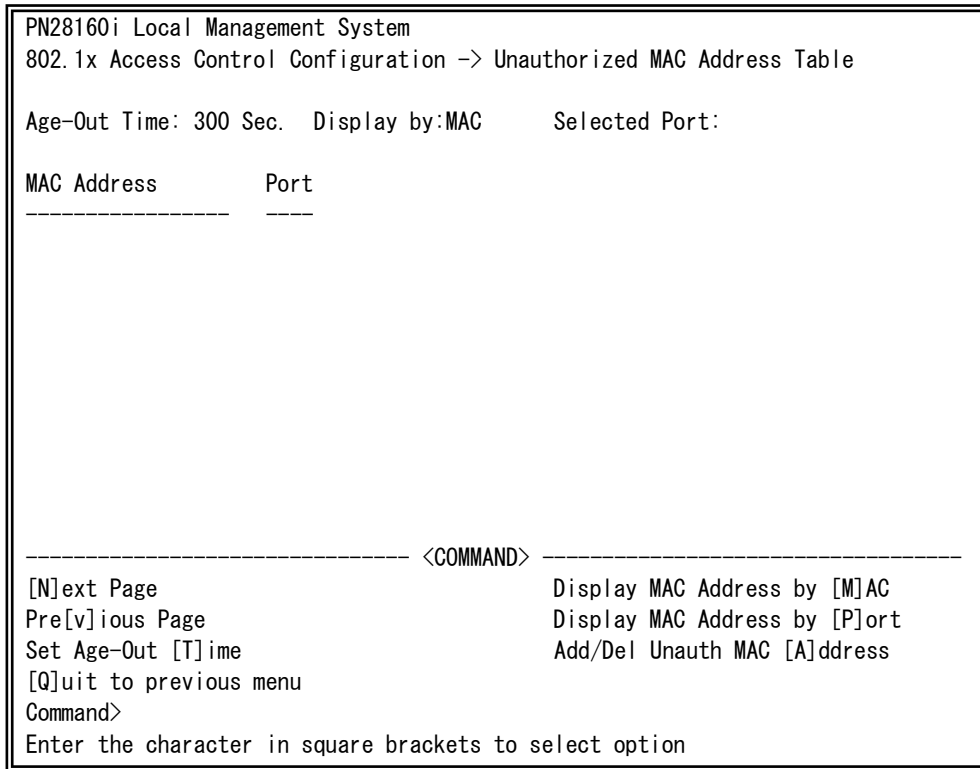 PN28160i Local Management System
802.1x Access Control Configuration -> Unauthorized MAC Address Table
Age-Out Time: 300 Sec.  Display by:MAC      Selected Port:
MAC Address         Port
-----------------   ----
-------------------------------- <COMMAND> -----------------------------------
[N]ext Page                                 Display MAC Address by [M]AC
Pre[v]ious Page                             Display MAC Address by [P]ort
Set Age-Out [T]ime                          Add/Del Unauth MAC [A]ddress
[Q]uit to previous menu
Command>
Enter the character in square brackets to select option